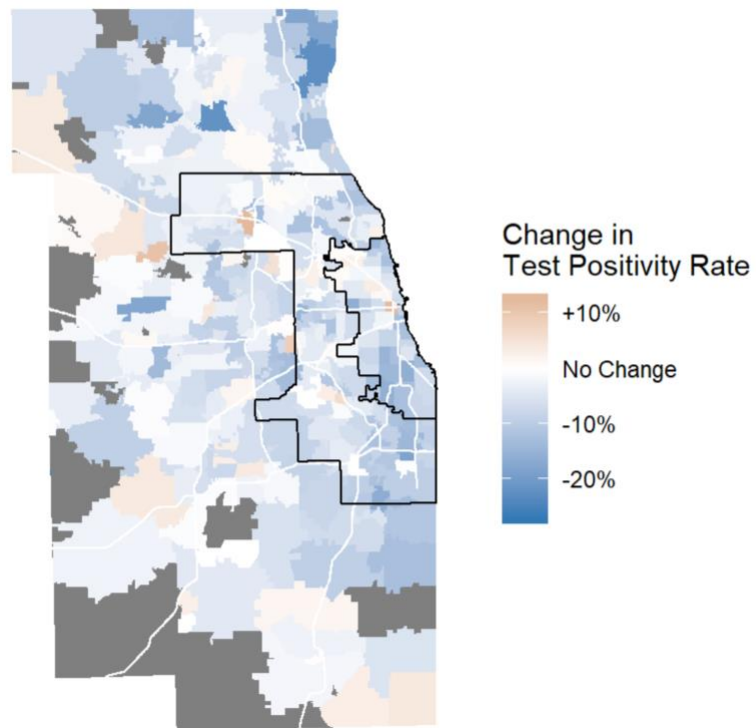 Change in
Test Positivity Rate
+10%
No Change
-10%
-20%